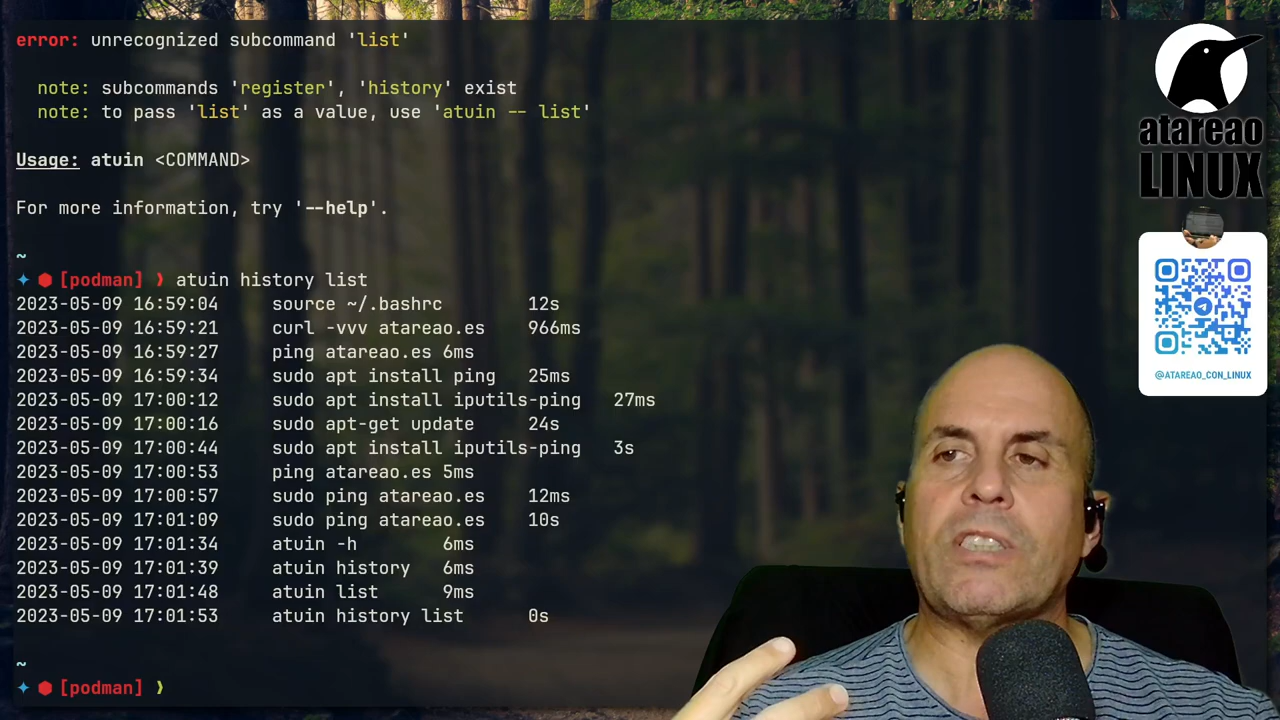 error: unrecognized subcommand 'list'
note: subcommands 'register', 'history' exist
note: to pass 'list' as a value, use 'atuin -- list'
Usage: atuin <COMMAND>
For more information, try '--help'.
~
[podman] ❯ atuin history list
2023-05-09 16:59:04 source ~/.bashrc 12s
2023-05-09 16:59:21 curl -vvv atareao.es 966ms
2023-05-09 16:59:27 ping atareao.es 6ms
2023-05-09 16:59:34 sudo apt install ping 25ms
2023-05-09 17:00:12 sudo apt install iputils-ping 27ms
2023-05-09 17:00:16 sudo apt-get update 24s
2023-05-09 17:00:44 sudo apt install iputils-ping 3s
2023-05-09 17:00:53 ping atareao.es 5ms
2023-05-09 17:00:57 sudo ping atareao.es 12ms
2023-05-09 17:01:09 sudo ping atareao.es 10s
2023-05-09 17:01:34 atuin -h 6ms
2023-05-09 17:01:39 atuin history 6ms
2023-05-09 17:01:48 atuin list 9ms
2023-05-09 17:01:53 atuin history list 0s
~
[podman] ❯
atareao
LINUX
@ATAREAO_CON_LINUX